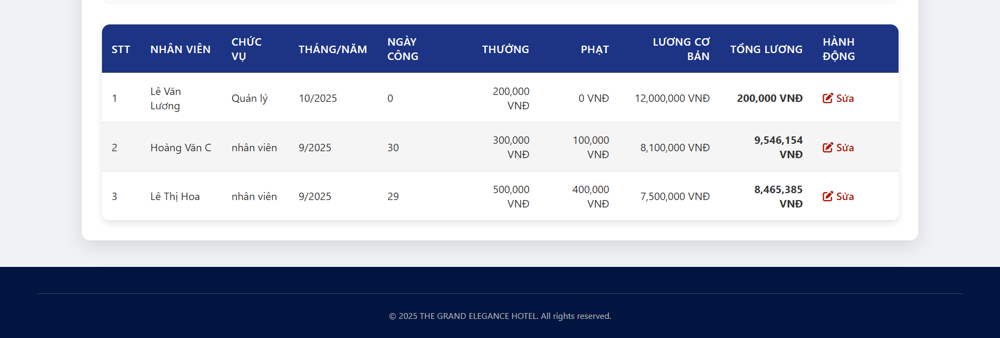 STT NHÂN VIÊN CHỨC VỤ THÁNG/NĂM NGÀY CÔNG THƯỞNG PHẠT LƯƠNG CƠ BẢN TỔNG LƯƠNG HÀNH ĐỘNG
1 Lê Văn Lương Quản lý 10/2025 0 200,000 VNĐ 0 VNĐ 12,000,000 VNĐ 200,000 VNĐ Sửa
2 Hoàng Văn C nhân viên 9/2025 30 300,000 VNĐ 100,000 VNĐ 8,100,000 VNĐ 9,546,154 VNĐ Sửa
3 Lê Thị Hoa nhân viên 9/2025 29 500,000 VNĐ 400,000 VNĐ 7,500,000 VNĐ 8,465,385 VNĐ Sửa
© 2025 THE GRAND ELEGANCE HOTEL. All rights reserved.